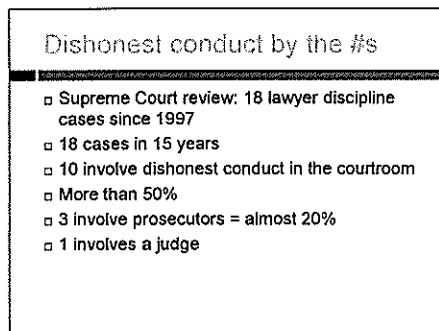 Dishonest conduct by the #s
▫ Supreme Court review: 18 lawyer discipline
cases since 1997
▫ 18 cases in 15 years
▫ 10 involve dishonest conduct in the courtroom
▫ More than 50%
▫ 3 involve prosecutors = almost 20%
▫ 1 involves a judge